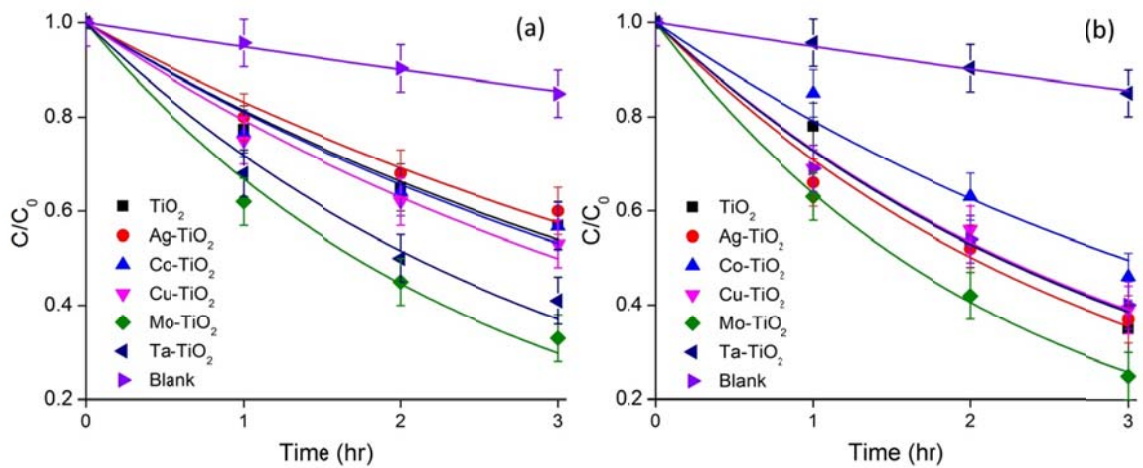 (a)
1.0
0.8
0.6
0.4
0.2
C/C₀
TiO₂
Ag-TiO₂
Co-TiO₂
Cu-TiO₂
Mo-TiO₂
Ta-TiO₂
Blank
0 1 2 3
Time (hr)
(b)
1.0
0.8
0.6
0.4
0.2
C/C₀
TiO₂
Ag-TiO₂
Co-TiO₂
Cu-TiO₂
Mo-TiO₂
Ta-TiO₂
Blank
0 1 2 3
Time (hr)